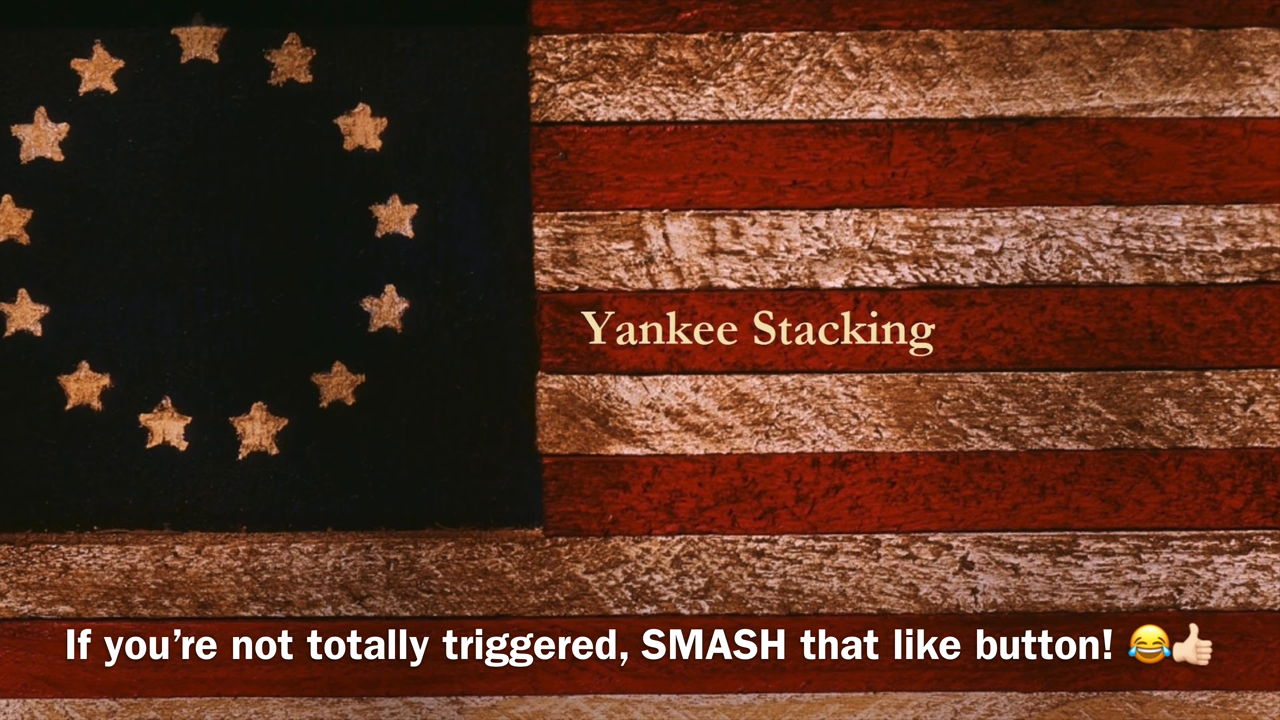 Yankee Stacking
If you’re not totally triggered, SMASH that like button! 😂👍🏻